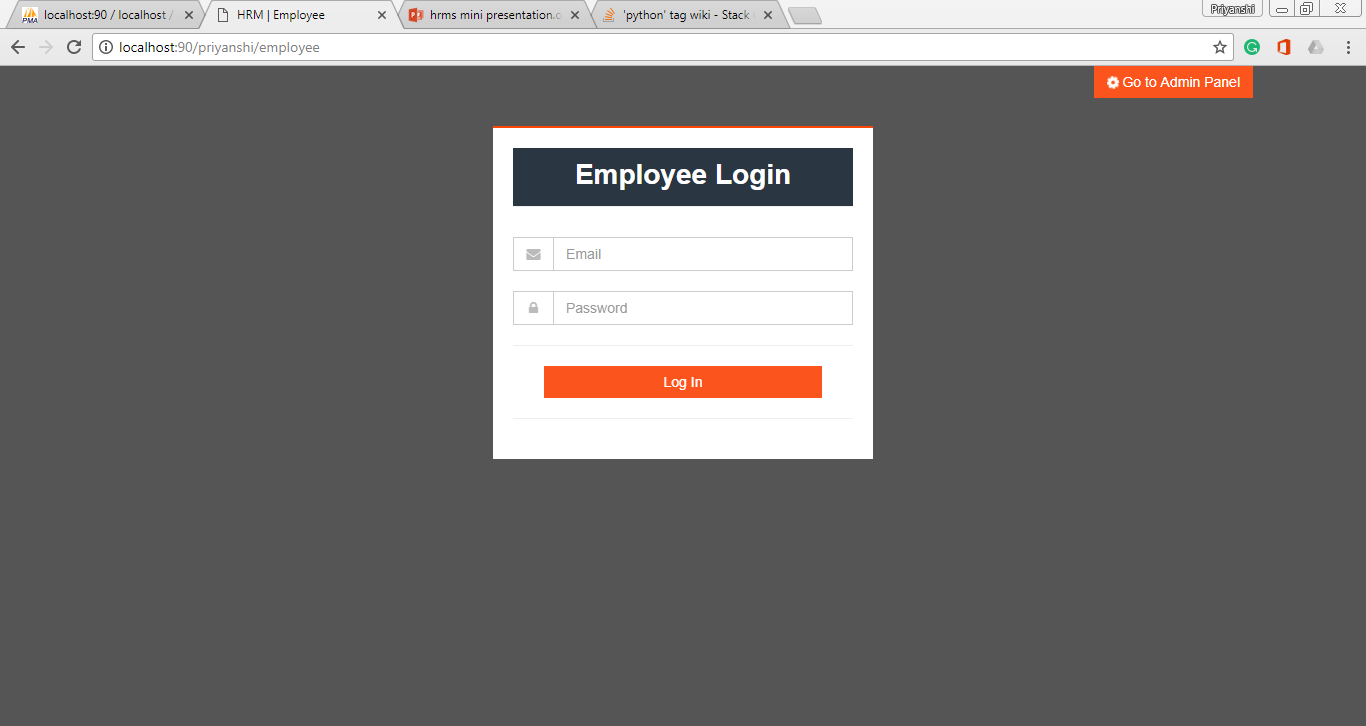 localhost:90 / localhost /
HRM | Employee
hrms mini presentation.
'python' tag wiki - Stack
Priyanshi
localhost:90/priyanshi/employee
Go to Admin Panel
Employee Login
Email
Password
Log In